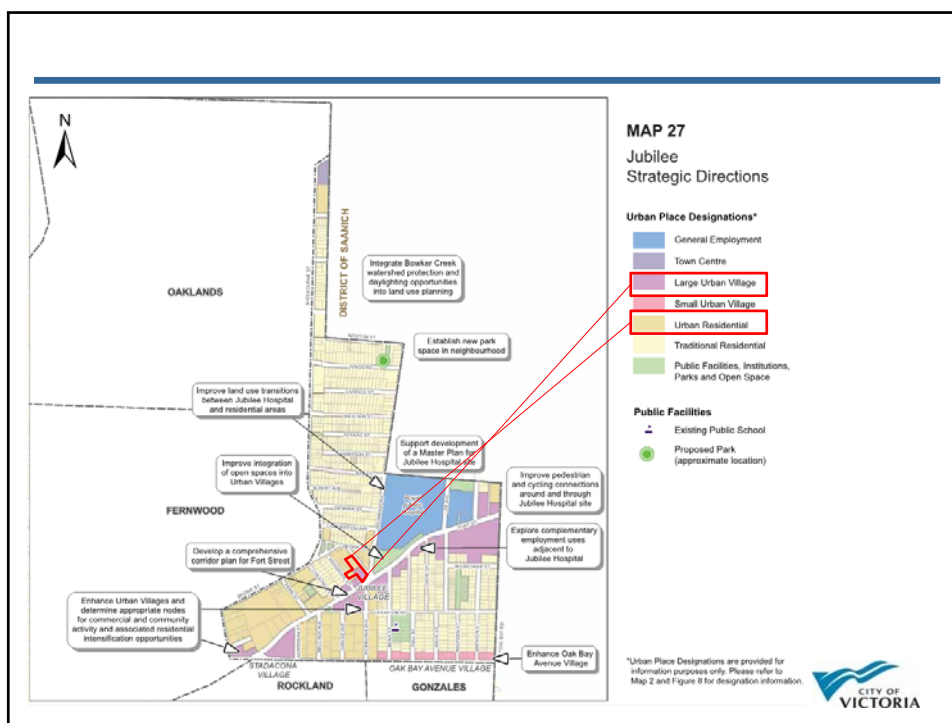 N
MAP 27
Jubilee
Strategic Directions
Urban Place Designations*
General Employment
Town Centre
Large Urban Village
Small Urban Village
Urban Residential
Traditional Residential
Public Facilities, Institutions,
Parks and Open Space
Public Facilities
Existing Public School
Proposed Park
(approximate location)
DISTRICT OF SAANICH
OAKLANDS
Integrate Bowker Creek
watershed protection and
daylighting opportunities
into land use planning
Establish new park
space in neighbourhood
Improve land use transitions
between Jubilee Hospital
and residential areas
Support development
of a Master Plan for
Jubilee Hospital site
Improve integration
of open spaces into
Urban Villages
Improve pedestrian
and cycling connections
around and through
Jubilee Hospital site
FERNWOOD
Explore complementary
employment uses
adjacent to
Jubilee Hospital
Develop a comprehensive
corridor plan for Fort Street
JUBILEE
VILLAGE
Enhance Urban Villages and
determine appropriate nodes
for commercial and community
activity and associated residential
intensification opportunities
Enhance Oak Bay
Avenue Village
STADACONA
VILLAGE
OAK BAY AVENUE VILLAGE
ROCKLAND
GONZALES
*Urban Place Designations are provided for
information purposes only. Please refer to
Map 2 and Figure 8 for designation information.
CITY OF
VICTORIA